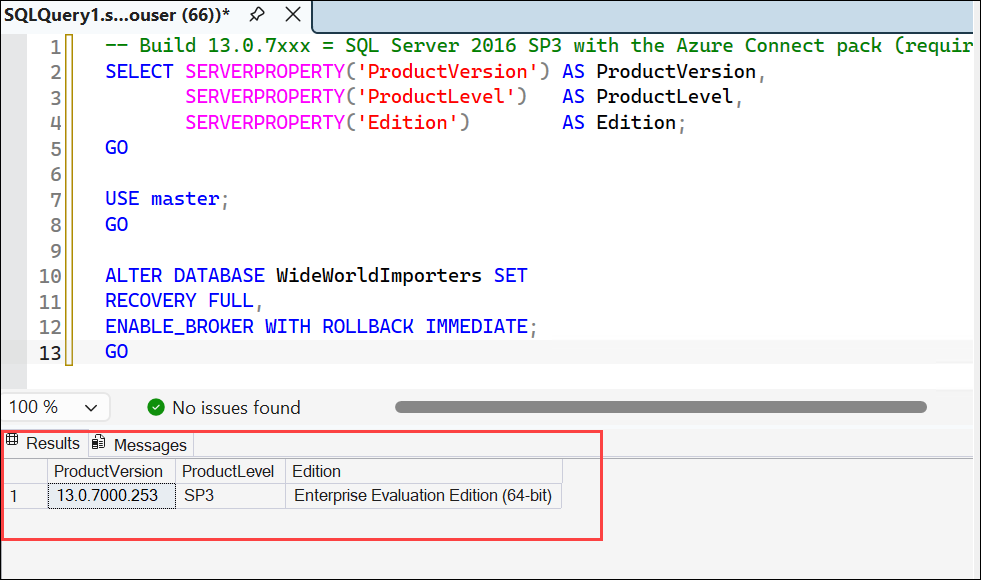 SQLQuery1.s...ouser (66))*
1 -- Build 13.0.7xxx = SQL Server 2016 SP3 with the Azure Connect pack (requir
2 SELECT SERVERPROPERTY('ProductVersion') AS ProductVersion,
3 SERVERPROPERTY('ProductLevel') AS ProductLevel,
4 SERVERPROPERTY('Edition') AS Edition;
5 GO
6
7 USE master;
8 GO
9
10 ALTER DATABASE WideWorldImporters SET
11 RECOVERY FULL,
12 ENABLE_BROKER WITH ROLLBACK IMMEDIATE;
13 GO
100 % No issues found
Results Messages
ProductVersion ProductLevel Edition
1 13.0.7000.253 SP3 Enterprise Evaluation Edition (64-bit)